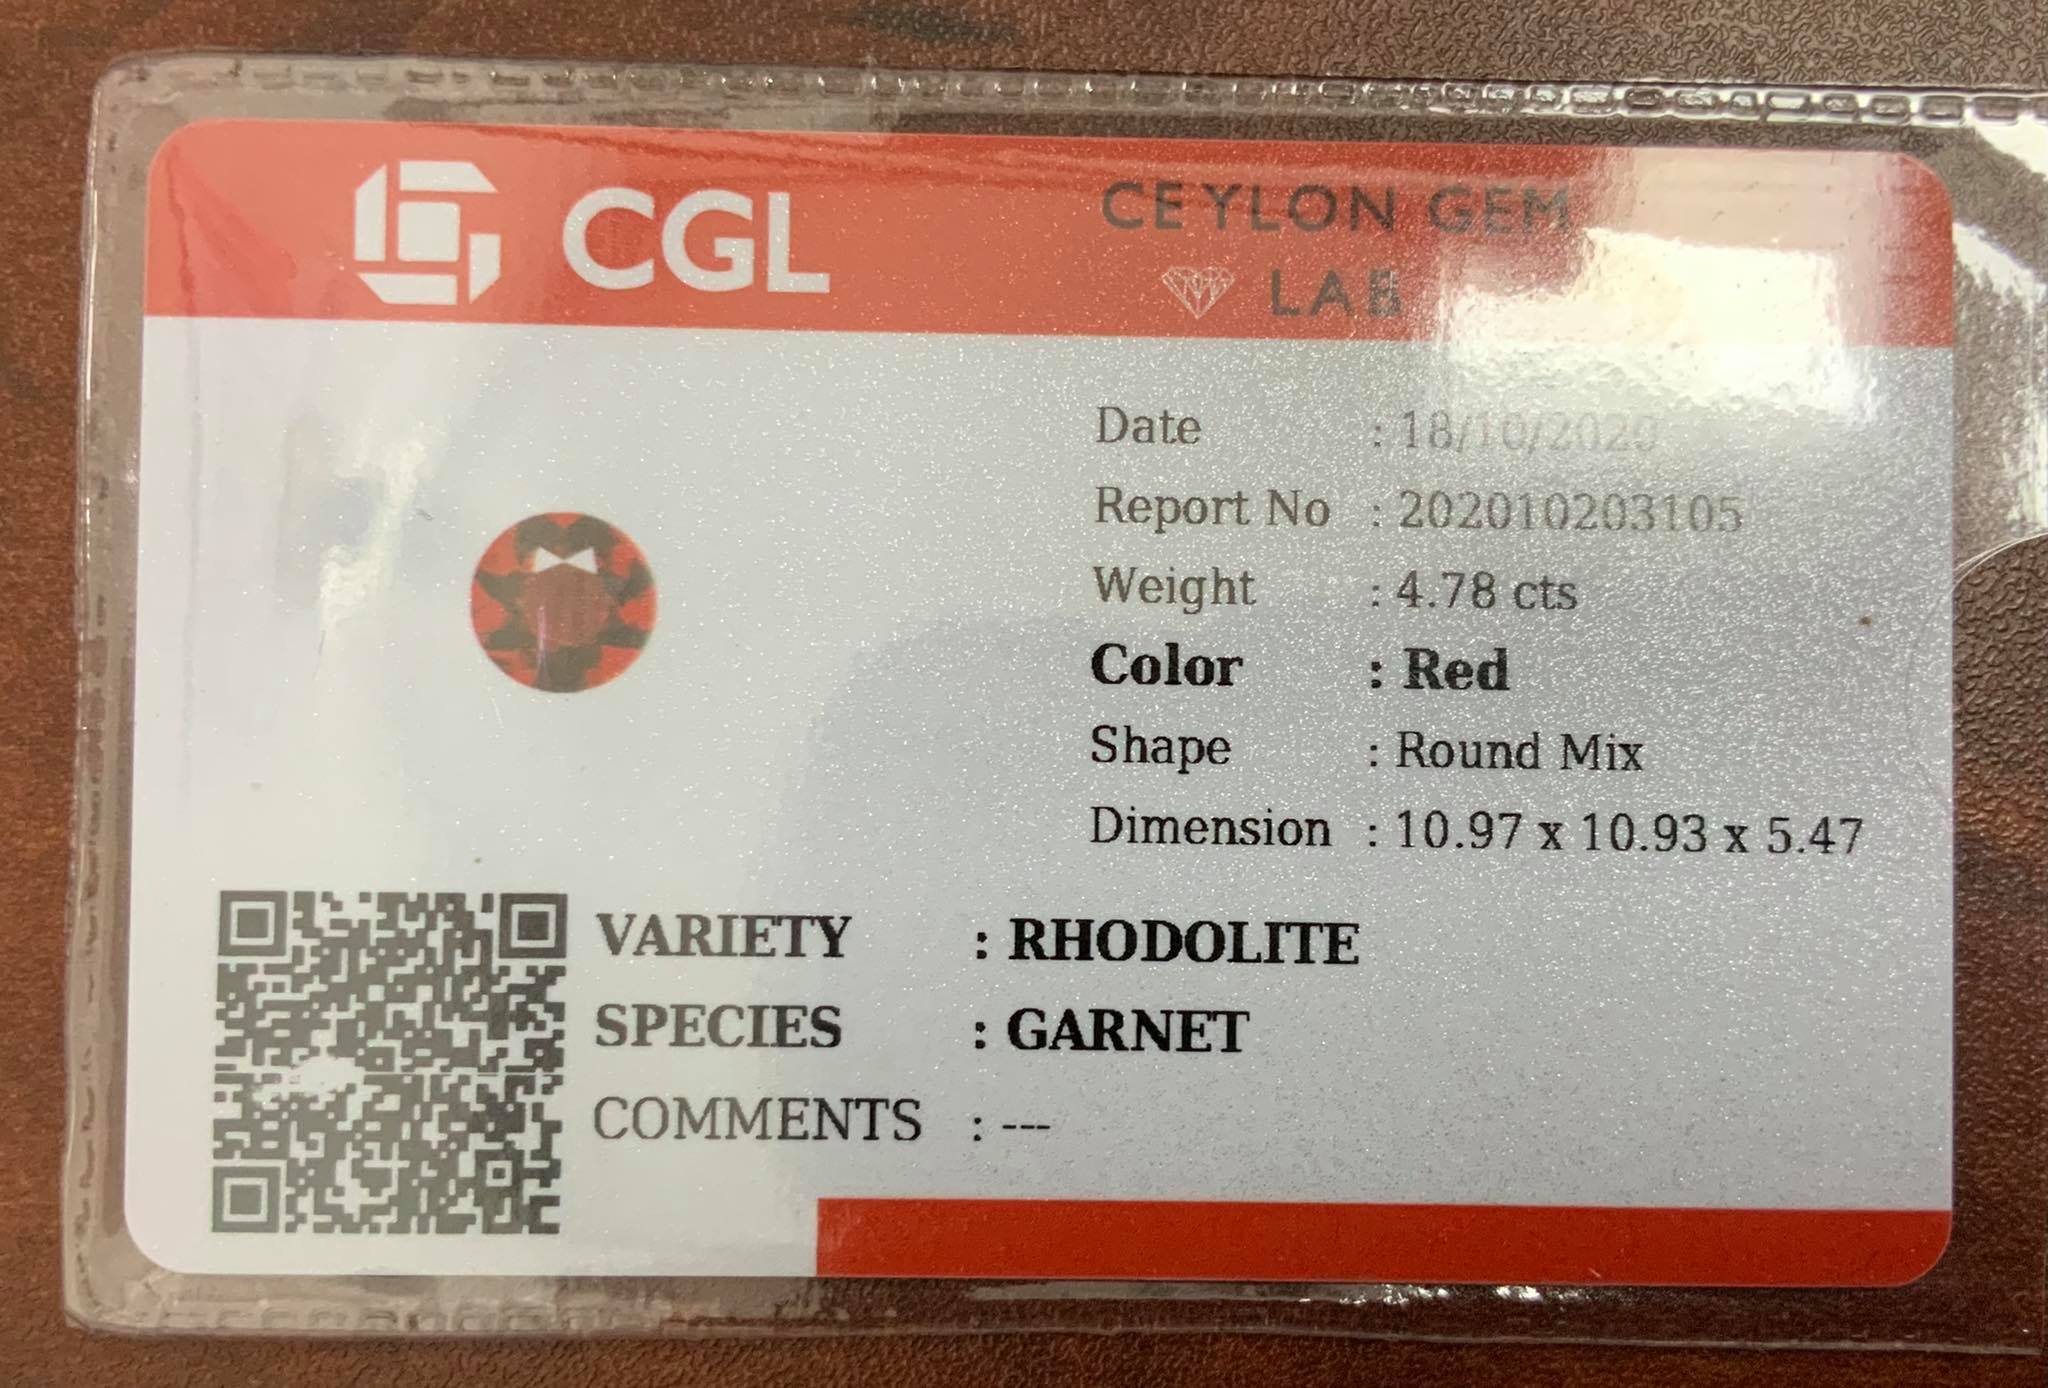 CGL
CEYLON GEM
LAB
Date : 18/10/2020
Report No : 202010203105
Weight : 4.78 cts
Color : Red
Shape : Round Mix
Dimension : 10.97 x 10.93 x 5.47
VARIETY : RHODOLITE
SPECIES : GARNET
COMMENTS : ---